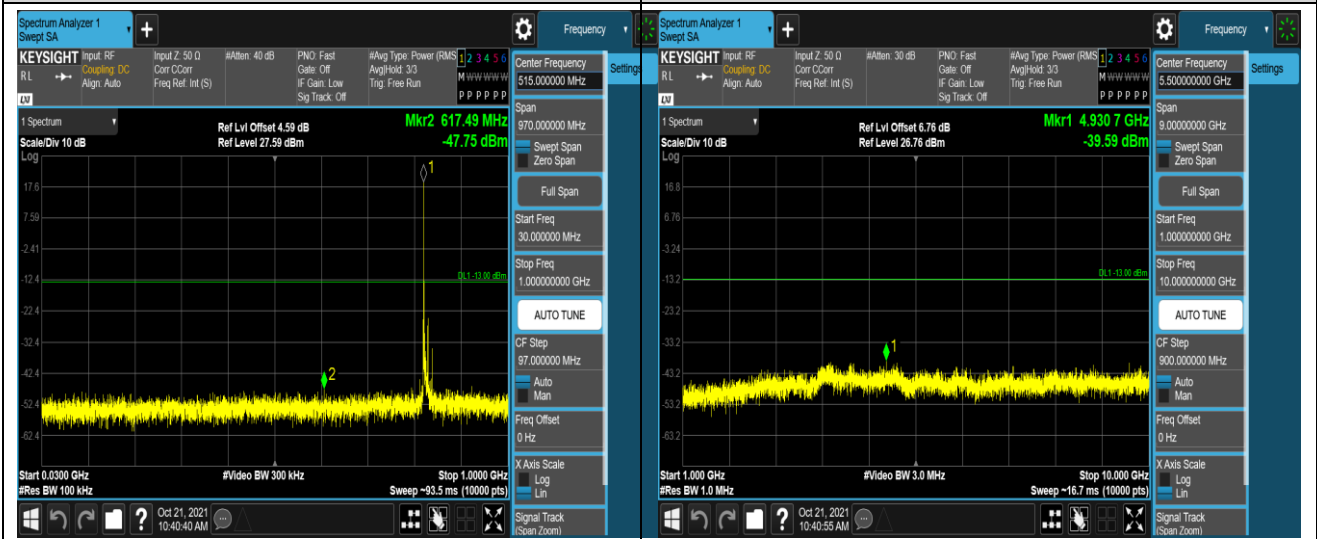 Spectrum Analyzer 1
Swept SA
+
Frequency
KEYSIGHT
RL
LXI
Input: RF
Coupling: DC
Align: Auto
Input Z: 50 Ω
Corr CCorr
Freq Ref: Int (S)
#Atten: 40 dB
PNO: Fast
Gate: Off
IF Gain: Low
Sig Track: Off
#Avg Type: Power (RMS
Avg|Hold: 3/3
Trig: Free Run
1 2 3 4 5 6
M W W W W W
P P P P P P
1 Spectrum
Scale/Div 10 dB
Log
Ref Lvl Offset 4.59 dB
Ref Level 27.59 dBm
Mkr2 617.49 MHz
-47.75 dBm
1
17.6
7.59
-2.41
-12.4
DL1 -13.00 dBm
-22.4
-32.4
-42.4
2
-52.4
-62.4
Start 0.0300 GHz
#Res BW 100 kHz
#Video BW 300 kHz
Stop 1.0000 GHz
Sweep ~93.5 ms (10000 pts)
Center Frequency
515.000000 MHz
Settings
Span
970.000000 MHz
Swept Span
Zero Span
Full Span
Start Freq
30.000000 MHz
Stop Freq
1.000000000 GHz
AUTO TUNE
CF Step
97.000000 MHz
Auto
Man
Freq Offset
0 Hz
X Axis Scale
Log
Lin
Signal Track
(Span Zoom)
?
Oct 21, 2021
10:40:40 AM
Spectrum Analyzer 1
Swept SA
+
Frequency
KEYSIGHT
RL
LXI
Input: RF
Coupling: DC
Align: Auto
Input Z: 50 Ω
Corr CCorr
Freq Ref: Int (S)
#Atten: 30 dB
PNO: Fast
Gate: Off
IF Gain: Low
Sig Track: Off
#Avg Type: Power (RMS
Avg|Hold: 3/3
Trig: Free Run
1 2 3 4 5 6
M W W W W W
P P P P P P
1 Spectrum
Scale/Div 10 dB
Log
Ref Lvl Offset 6.76 dB
Ref Level 26.76 dBm
Mkr1 4.930 7 GHz
-39.59 dBm
16.8
6.76
-3.24
-13.2
DL1 -13.00 dBm
-23.2
-33.2
1
-43.2
-53.2
-63.2
Start 1.000 GHz
#Res BW 1.0 MHz
#Video BW 3.0 MHz
Stop 10.000 GHz
Sweep ~16.7 ms (10000 pts)
Center Frequency
5.500000000 GHz
Settings
Span
9.00000000 GHz
Swept Span
Zero Span
Full Span
Start Freq
1.000000000 GHz
Stop Freq
10.000000000 GHz
AUTO TUNE
CF Step
900.000000 MHz
Auto
Man
Freq Offset
0 Hz
X Axis Scale
Log
Lin
Signal Track
(Span Zoom)
?
Oct 21, 2021
10:40:55 AM